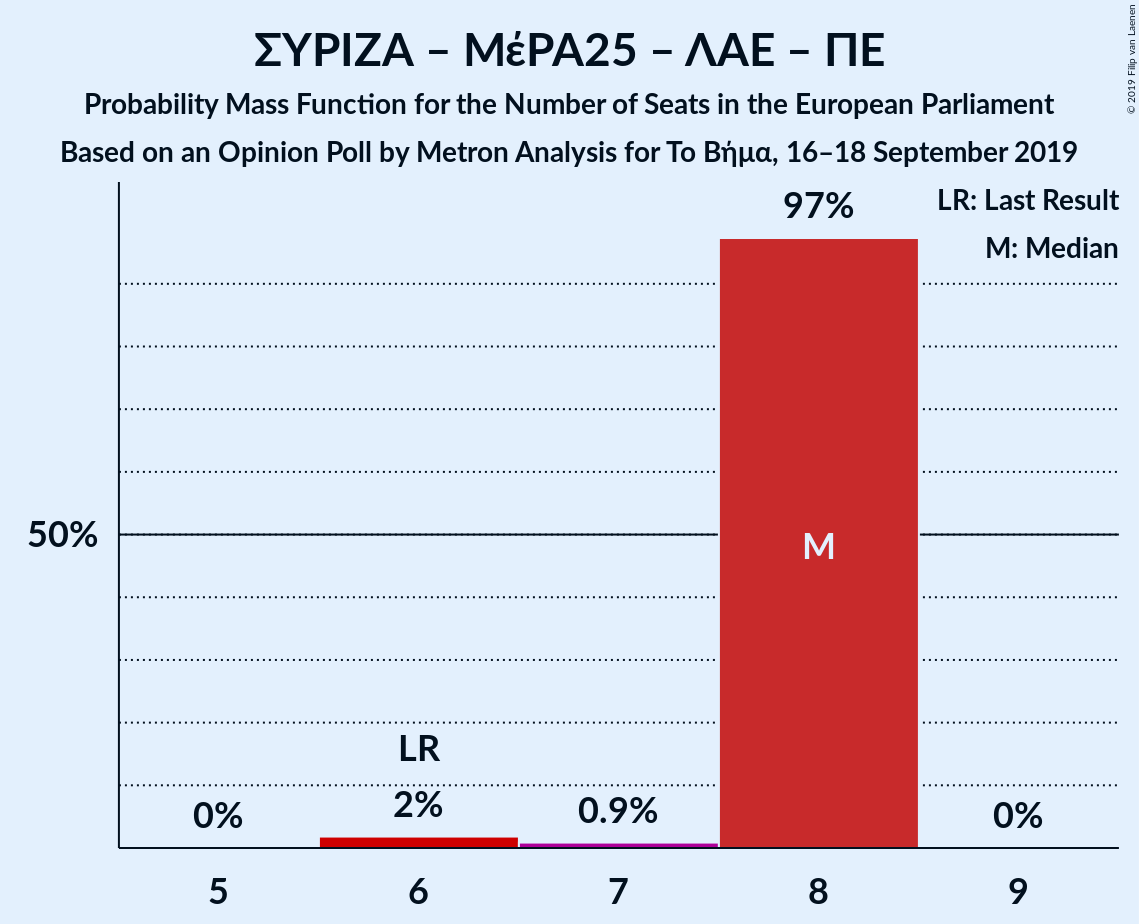 ΣΥΡΙΖΑ – ΜέΡΑ25 – ΛΑΕ – ΠΕ
Probability Mass Function for the Number of Seats in the European Parliament
Based on an Opinion Poll by Metron Analysis for Το Βήμα, 16–18 September 2019
© 2019 Filip van Laenen
LR: Last Result
M: Median
97%
50%
M
LR
0%
2%
0.9%
0%
5
6
7
8
9